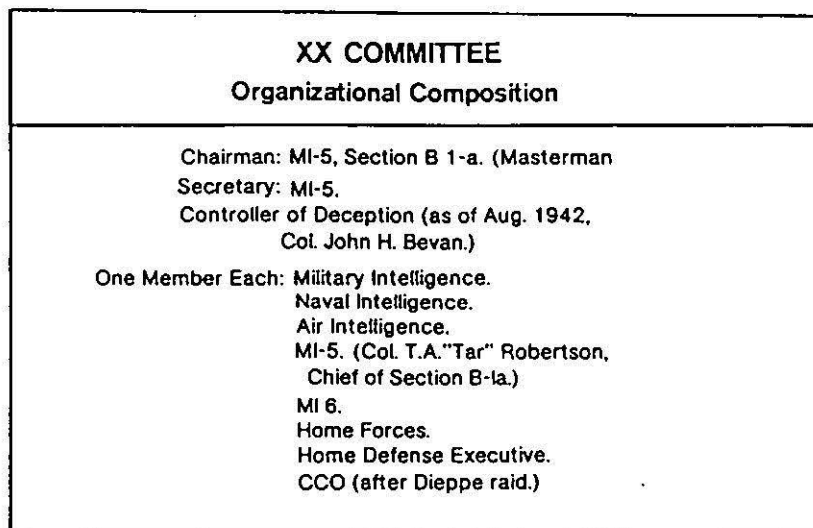 XX COMMITTEE
Organizational Composition
Chairman: MI-5, Section B 1-a. (Masterman
Secretary: MI-5.
Controller of Deception (as of Aug. 1942,
Col. John H. Bevan.)
One Member Each: Military Intelligence.
Naval Intelligence.
Air Intelligence.
MI-5. (Col. T.A."Tar" Robertson,
Chief of Section B-la.)
MI 6.
Home Forces.
Home Defense Executive.
CCO (after Dieppe raid.)